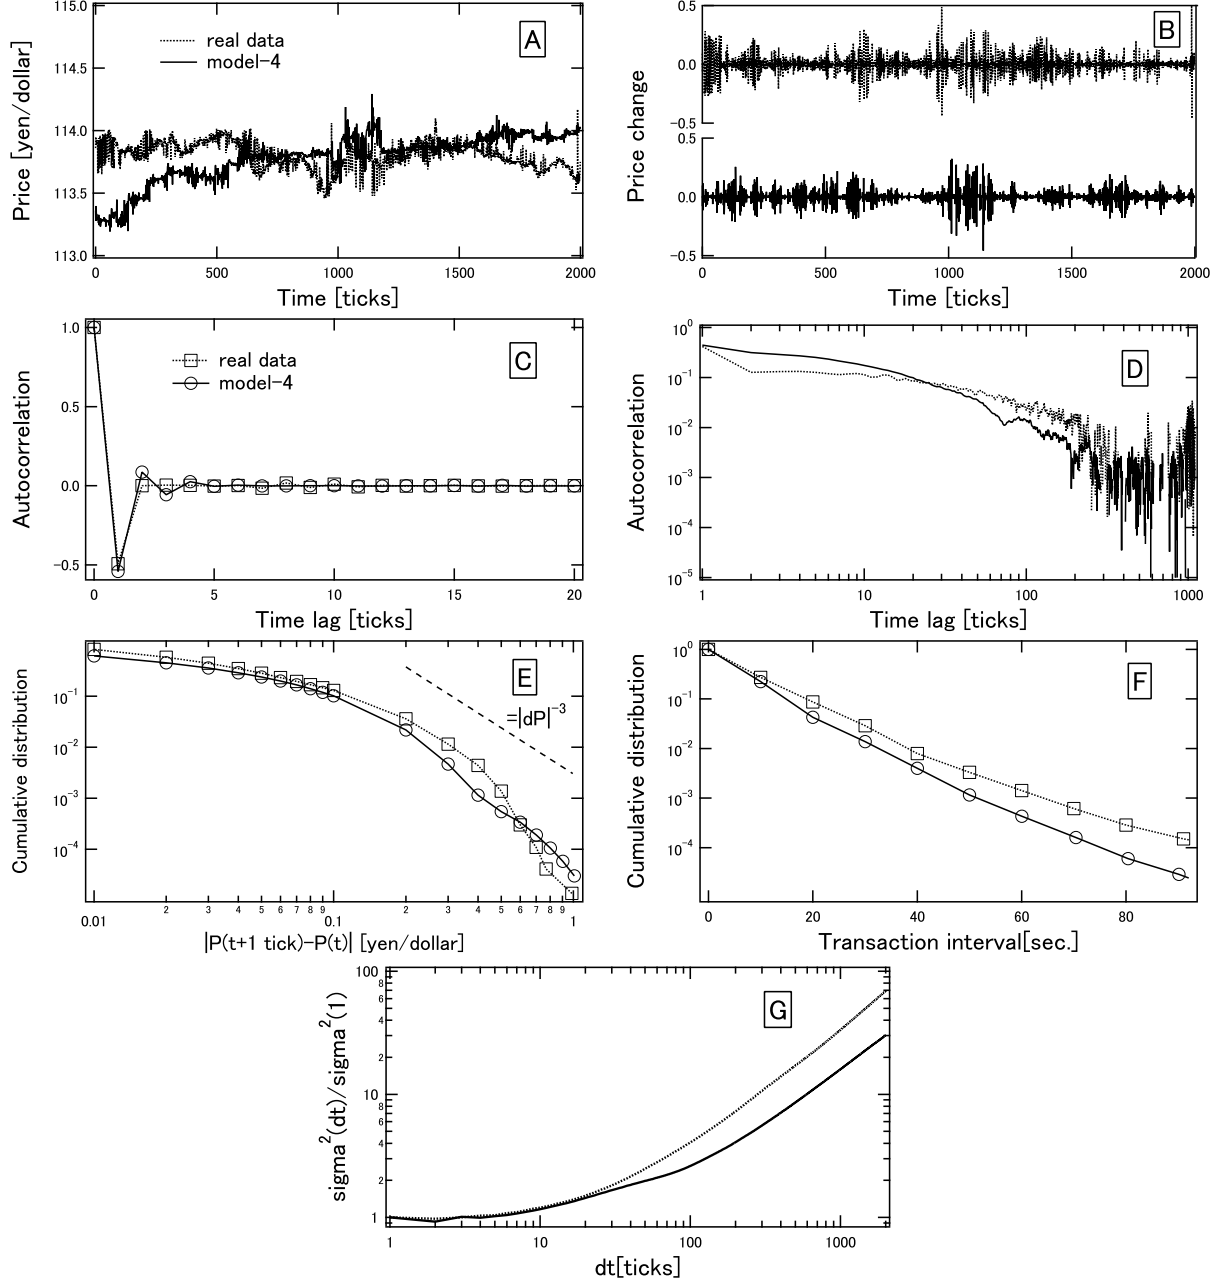 115.0
114.5
114.0
113.5
113.0
Price [yen/dollar]
real data
model-4
A
0 500 1000 1500 2000
Time [ticks]
0.5
0.0
-0.5
0.5
0.0
-0.5
Price change
B
0 500 1000 1500 2000
Time [ticks]
1.0
0.5
0.0
-0.5
Autocorrelation
real data
model-4
C
0 5 10 15 20
Time lag [ticks]
10^0
10^-1
10^-2
10^-3
10^-4
10^-5
Autocorrelation
D
1 10 100 1000
Time lag [ticks]
10^-1
10^-2
10^-3
10^-4
Cumulative distribution
E
=|dP|^-3
0.01 2 3 4 5 6 7 8 9 0.1 2 3 4 5 6 7 8 9 1
|P(t+1 tick)-P(t)| [yen/dollar]
10^0
10^-1
10^-2
10^-3
10^-4
Cumulative distribution
F
0 20 40 60 80
Transaction interval[sec.]
100
8
6
4
2
10
8
6
4
2
1
sigma^2(dt)/sigma^2(1)
G
1 10 100 1000
dt[ticks]